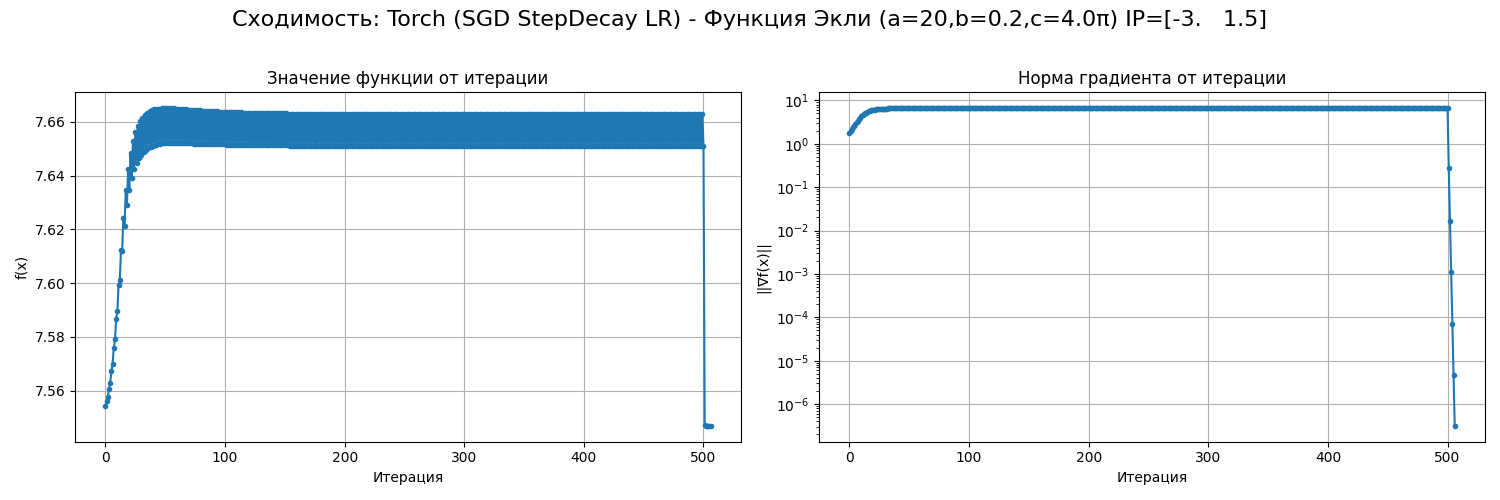 Сходимость: Torch (SGD StepDecay LR) - Функция Экли (a=20,b=0.2,c=4.0π) IP=[-3.   1.5]
Значение функции от итерации
f(x)
7.66
7.64
7.62
7.60
7.58
7.56
0 100 200 300 400 500
Итерация
Норма градиента от итерации
||∇f(x)||
10¹
10⁰
10⁻¹
10⁻²
10⁻³
10⁻⁴
10⁻⁵
10⁻⁶
0 100 200 300 400 500
Итерация